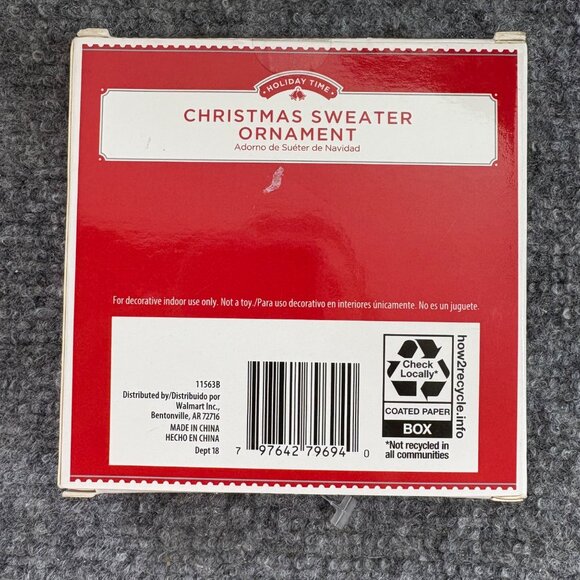 HOLIDAY TIME
CHRISTMAS SWEATER
ORNAMENT
Adorno de Suéter de Navidad
For decorative indoor use only. Not a toy./Para uso decorativo en interiores únicamente. No es un juguete.
11563B
Distributed by/Distribuido por
Walmart Inc.,
Bentonville, AR 72716
MADE IN CHINA
HECHO EN CHINA
Dept 18
7 97642 79694 0
Check
Locally*
COATED PAPER
BOX
*Not recycled in
all communities
how2recycle.info